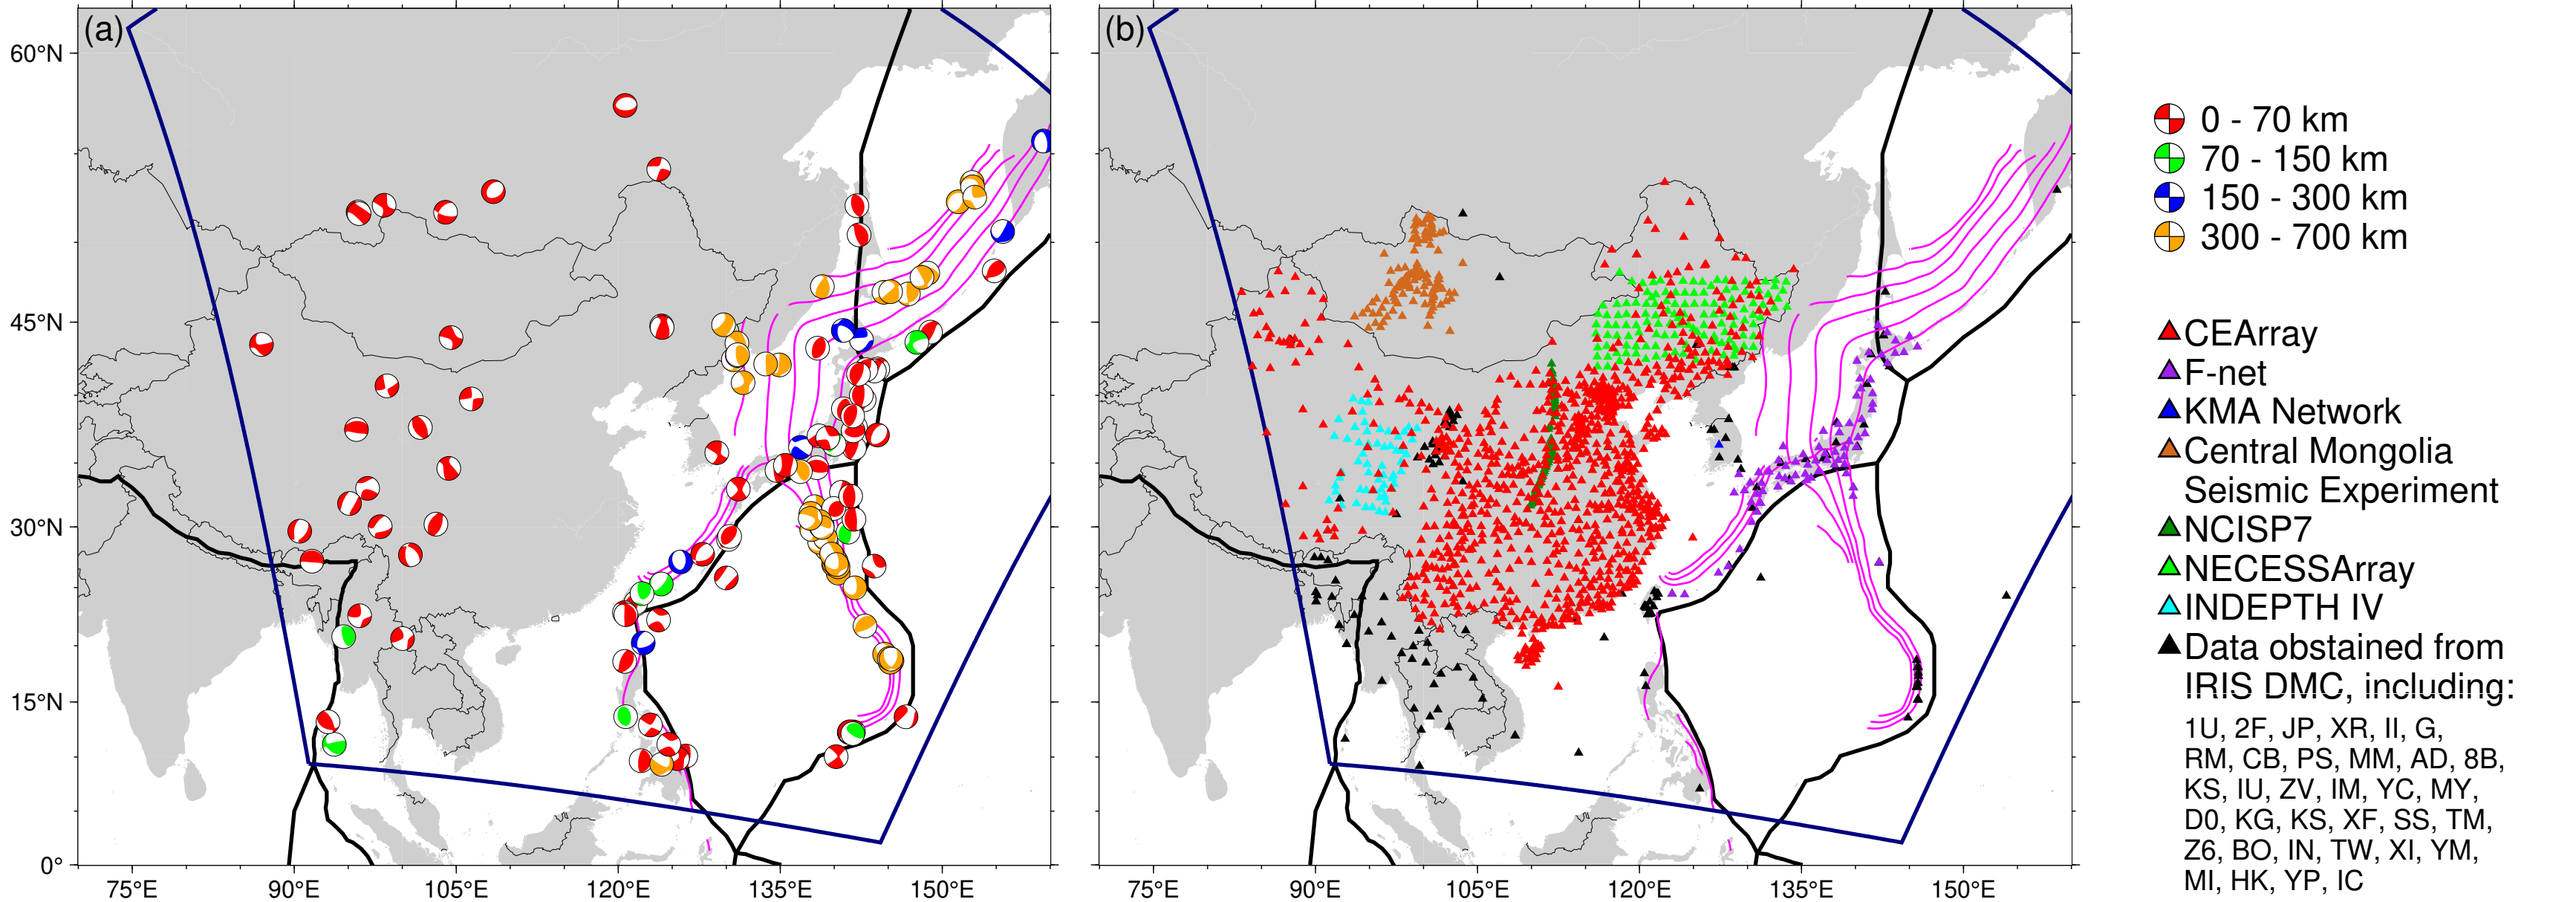 (a)
60°N
45°N
30°N
15°N
0°
75°E 90°E 105°E 120°E 135°E 150°E
(b)
75°E 90°E 105°E 120°E 135°E 150°E
0 - 70 km
70 - 150 km
150 - 300 km
300 - 700 km
CEArray
F-net
KMA Network
Central Mongolia
Seismic Experiment
NCISP7
NECESSArray
INDEPTH IV
Data obstained from
IRIS DMC, including:
1U, 2F, JP, XR, II, G,
RM, CB, PS, MM, AD, 8B,
KS, IU, ZV, IM, YC, MY,
D0, KG, KS, XF, SS, TM,
Z6, BO, IN, TW, XI, YM,
MI, HK, YP, IC